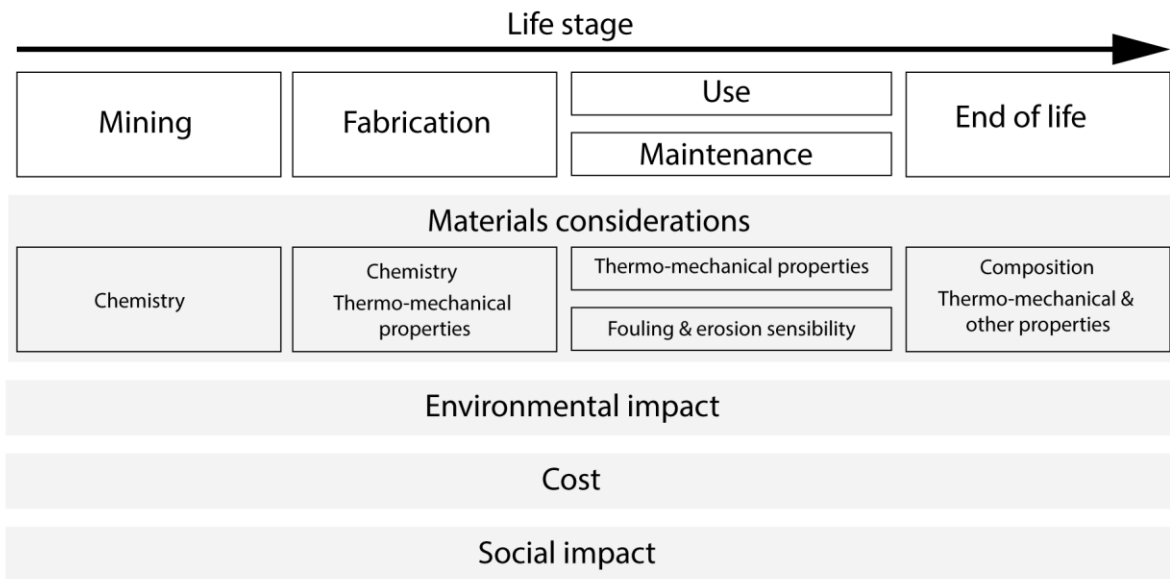 Life stage
Mining
Fabrication
Use
Maintenance
End of life
Materials considerations
Chemistry
Chemistry
Thermo-mechanical
properties
Thermo-mechanical properties
Fouling & erosion sensibility
Composition
Thermo-mechanical &
other properties
Environmental impact
Cost
Social impact